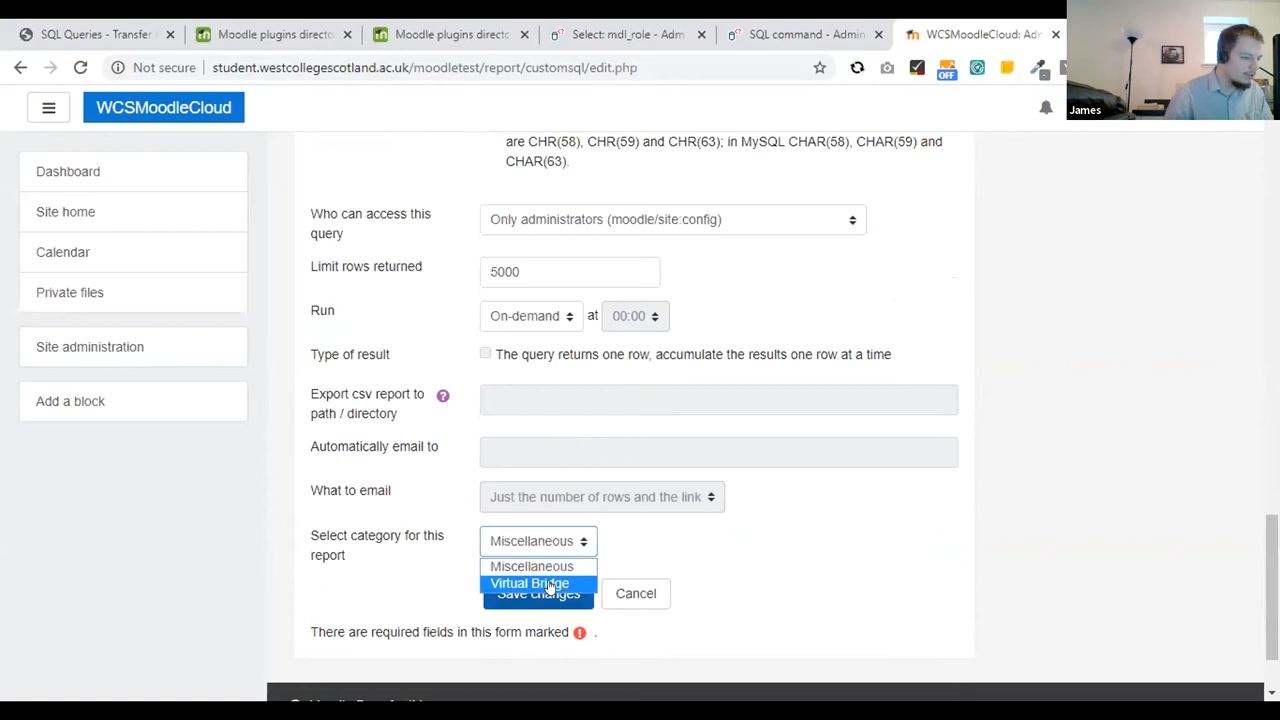 SQL Queries - Transfer
Moodle plugins directo
Moodle plugins directo
Select: mdl_role - Adm
SQL command - Admin
WCSMoodleCloud: Ad
Not secure
student.westcollegescotland.ac.uk/moodletest/report/customsql/edit.php
OFF
James
WCSMoodleCloud
Dashboard
Site home
Calendar
Private files
Site administration
Add a block
are CHR(58), CHR(59) and CHR(63); in MySQL CHAR(58), CHAR(59) and
CHAR(63).
Who can access this
query
Only administrators (moodle/site:config)
Limit rows returned
5000
Run
On-demand
at
00:00
Type of result
The query returns one row, accumulate the results one row at a time
Export csv report to
path / directory
Automatically email to
What to email
Just the number of rows and the link
Select category for this
report
Miscellaneous
Miscellaneous
Virtual Bridge
Save changes
Cancel
There are required fields in this form marked
.